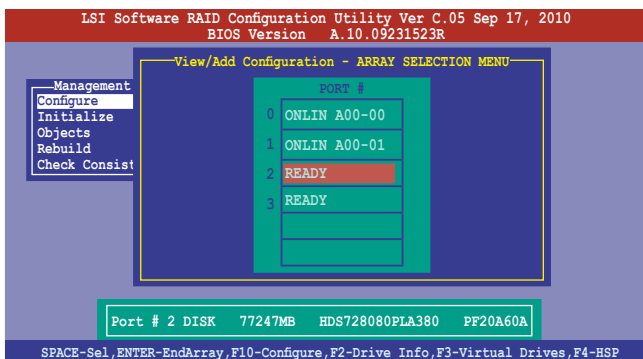 LSI Software RAID Configuration Utility Ver C.05 Sep 17, 2010
BIOS Version A.10.09231523R
View/Add Configuration - ARRAY SELECTION MENU
Management
Configure
Initialize
Objects
Rebuild
Check Consist
PORT #
0 ONLIN A00-00
1 ONLIN A00-01
2 READY
3 READY
Port # 2 DISK 77247MB HDS728080PLA380 PF20A60A
SPACE-Sel,ENTER-EndArray,F10-Configure,F2-Drive Info,F3-Virtual Drives,F4-HSP